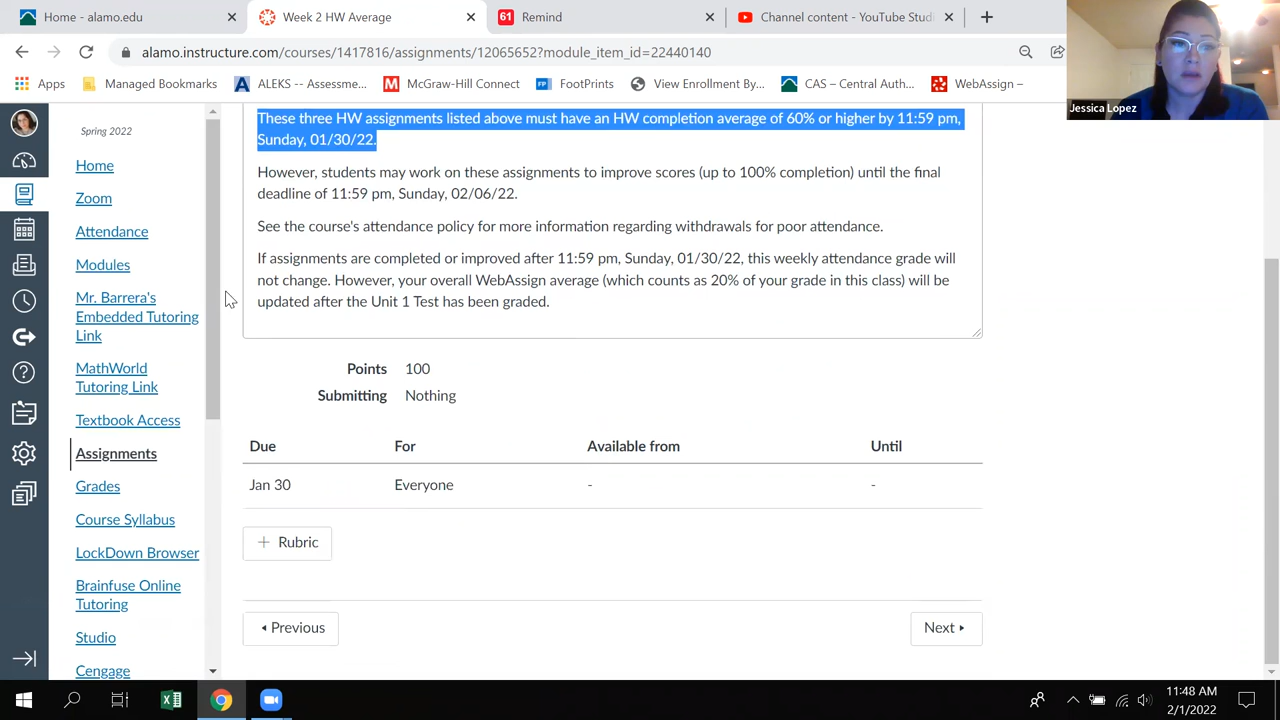 Home - alamo.edu
Week 2 HW Average
61 Remind
Channel content - YouTube Studi
alamo.instructure.com/courses/1417816/assignments/12065652?module_item_id=22440140
Apps
Managed Bookmarks
ALEKS -- Assessme...
McGraw-Hill Connect
FP FootPrints
View Enrollment By...
CAS – Central Auth...
WebAssign –
Jessica Lopez
Spring 2022
Home
Zoom
Attendance
Modules
Mr. Barrera's
Embedded Tutoring
Link
MathWorld
Tutoring Link
Textbook Access
Assignments
Grades
Course Syllabus
LockDown Browser
Brainfuse Online
Tutoring
Studio
Cengage
These three HW assignments listed above must have an HW completion average of 60% or higher by 11:59 pm,
Sunday, 01/30/22.
However, students may work on these assignments to improve scores (up to 100% completion) until the final
deadline of 11:59 pm, Sunday, 02/06/22.
See the course's attendance policy for more information regarding withdrawals for poor attendance.
If assignments are completed or improved after 11:59 pm, Sunday, 01/30/22, this weekly attendance grade will
not change. However, your overall WebAssign average (which counts as 20% of your grade in this class) will be
updated after the Unit 1 Test has been graded.
Points 100
Submitting Nothing
Due For Available from Until
Jan 30 Everyone - -
+ Rubric
Previous
Next
11:48 AM
2/1/2022